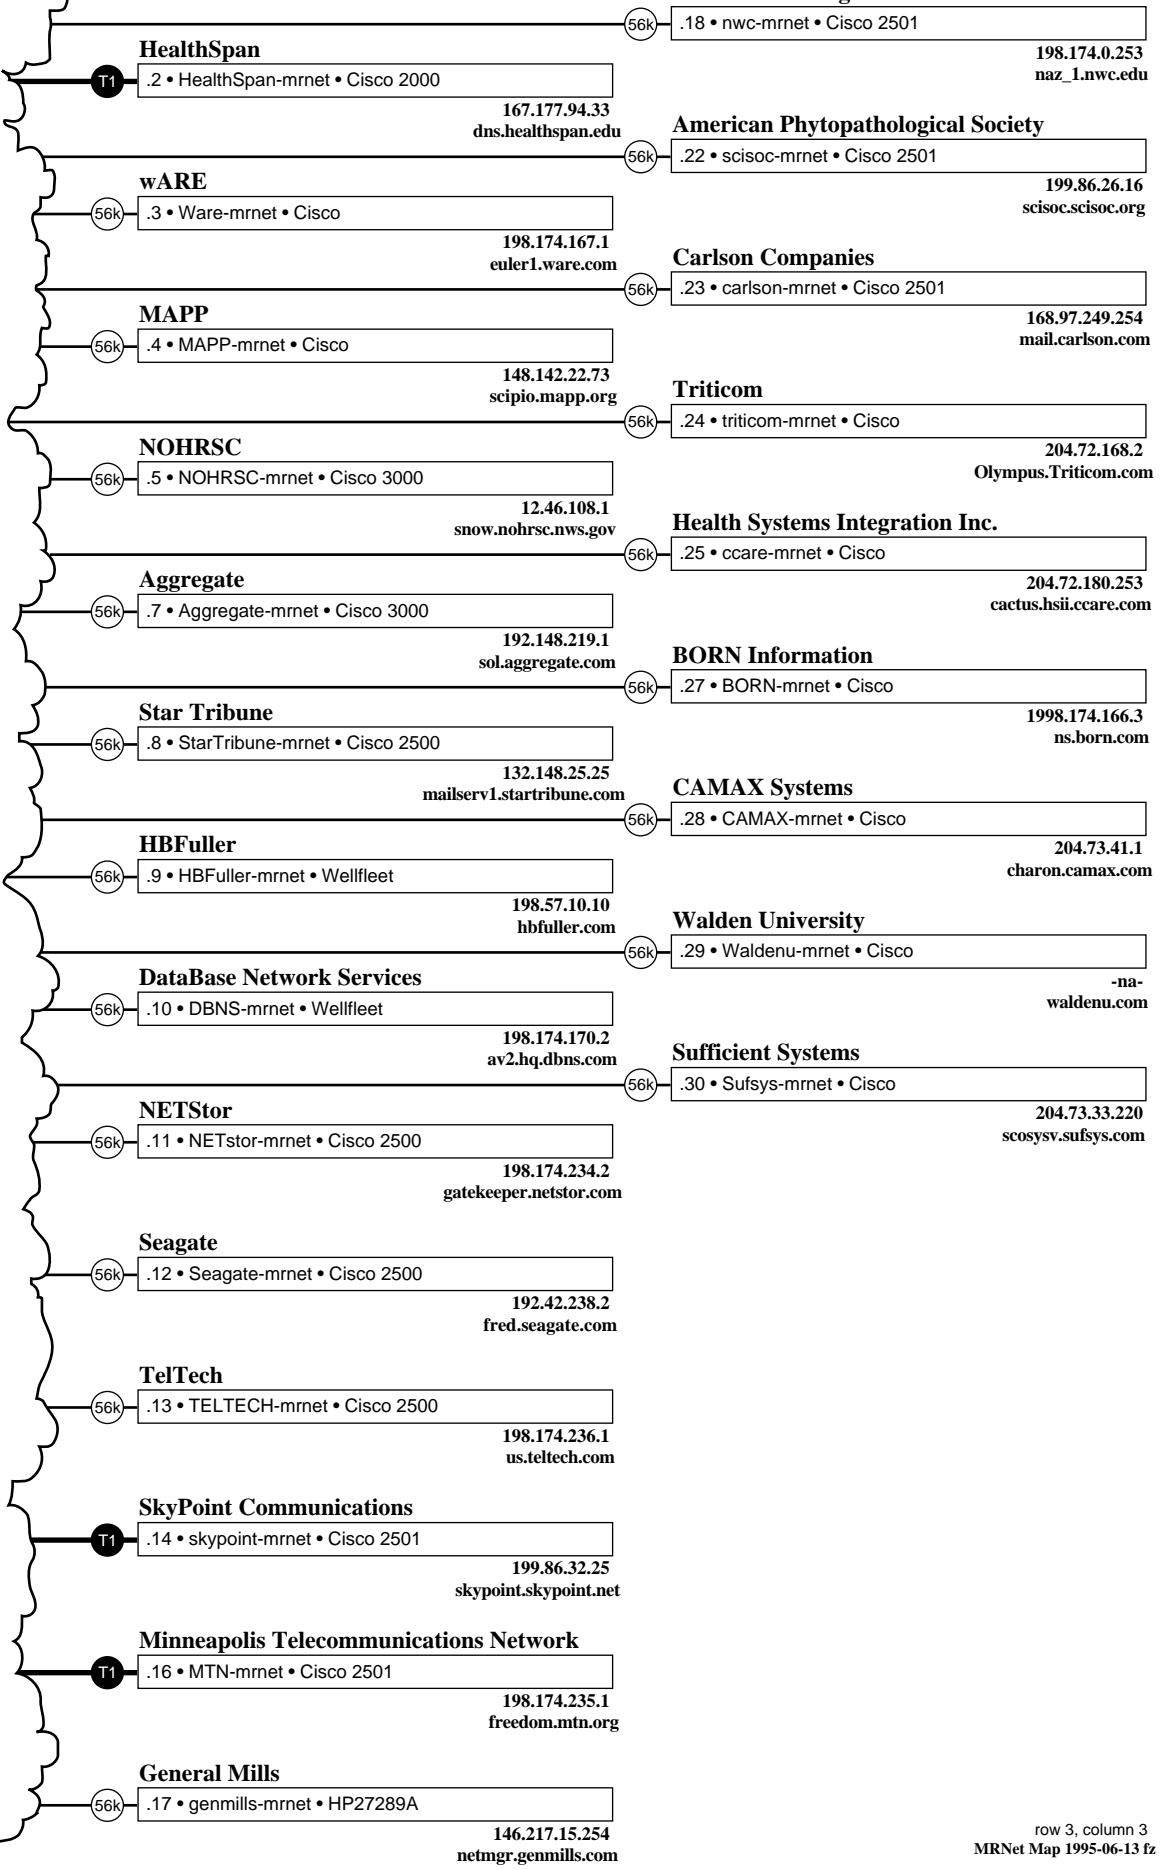 56k
.18 • nwc-mrnet • Cisco 2501
198.174.0.253
naz_1.nwc.edu
HealthSpan
T1
.2 • HealthSpan-mrnet • Cisco 2000
167.177.94.33
dns.healthspan.edu
American Phytopathological Society
56k
.22 • scisoc-mrnet • Cisco 2501
199.86.26.16
scisoc.scisoc.org
wARE
56k
.3 • Ware-mrnet • Cisco
198.174.167.1
euler1.ware.com
Carlson Companies
56k
.23 • carlson-mrnet • Cisco 2501
168.97.249.254
mail.carlson.com
MAPP
56k
.4 • MAPP-mrnet • Cisco
148.142.22.73
scipio.mapp.org
Triticom
56k
.24 • triticom-mrnet • Cisco
204.72.168.2
Olympus.Triticom.com
NOHRSC
56k
.5 • NOHRSC-mrnet • Cisco 3000
12.46.108.1
snow.nohrsc.nws.gov
Health Systems Integration Inc.
56k
.25 • ccare-mrnet • Cisco
204.72.180.253
cactus.hsii.ccare.com
Aggregate
56k
.7 • Aggregate-mrnet • Cisco 3000
192.148.219.1
sol.aggregate.com
BORN Information
56k
.27 • BORN-mrnet • Cisco
1998.174.166.3
ns.born.com
Star Tribune
56k
.8 • StarTribune-mrnet • Cisco 2500
132.148.25.25
mailserv1.startribune.com
CAMAX Systems
56k
.28 • CAMAX-mrnet • Cisco
204.73.41.1
charon.camax.com
HBFuller
56k
.9 • HBFuller-mrnet • Wellfleet
198.57.10.10
hbfuller.com
Walden University
56k
.29 • Waldenu-mrnet • Cisco
-na-
waldenu.com
DataBase Network Services
56k
.10 • DBNS-mrnet • Wellfleet
198.174.170.2
av2.hq.dbns.com
Sufficient Systems
56k
.30 • Sufsys-mrnet • Cisco
204.73.33.220
scosysv.sufsys.com
NETStor
56k
.11 • NETstor-mrnet • Cisco 2500
198.174.234.2
gatekeeper.netstor.com
Seagate
56k
.12 • Seagate-mrnet • Cisco 2500
192.42.238.2
fred.seagate.com
TelTech
56k
.13 • TELTECH-mrnet • Cisco 2500
198.174.236.1
us.teltech.com
SkyPoint Communications
T1
.14 • skypoint-mrnet • Cisco 2501
199.86.32.25
skypoint.skypoint.net
Minneapolis Telecommunications Network
T1
.16 • MTN-mrnet • Cisco 2501
198.174.235.1
freedom.mtn.org
General Mills
56k
.17 • genmills-mrnet • HP27289A
146.217.15.254
netmgr.genmills.com
row 3, column 3
MRNet Map 1995-06-13 fz